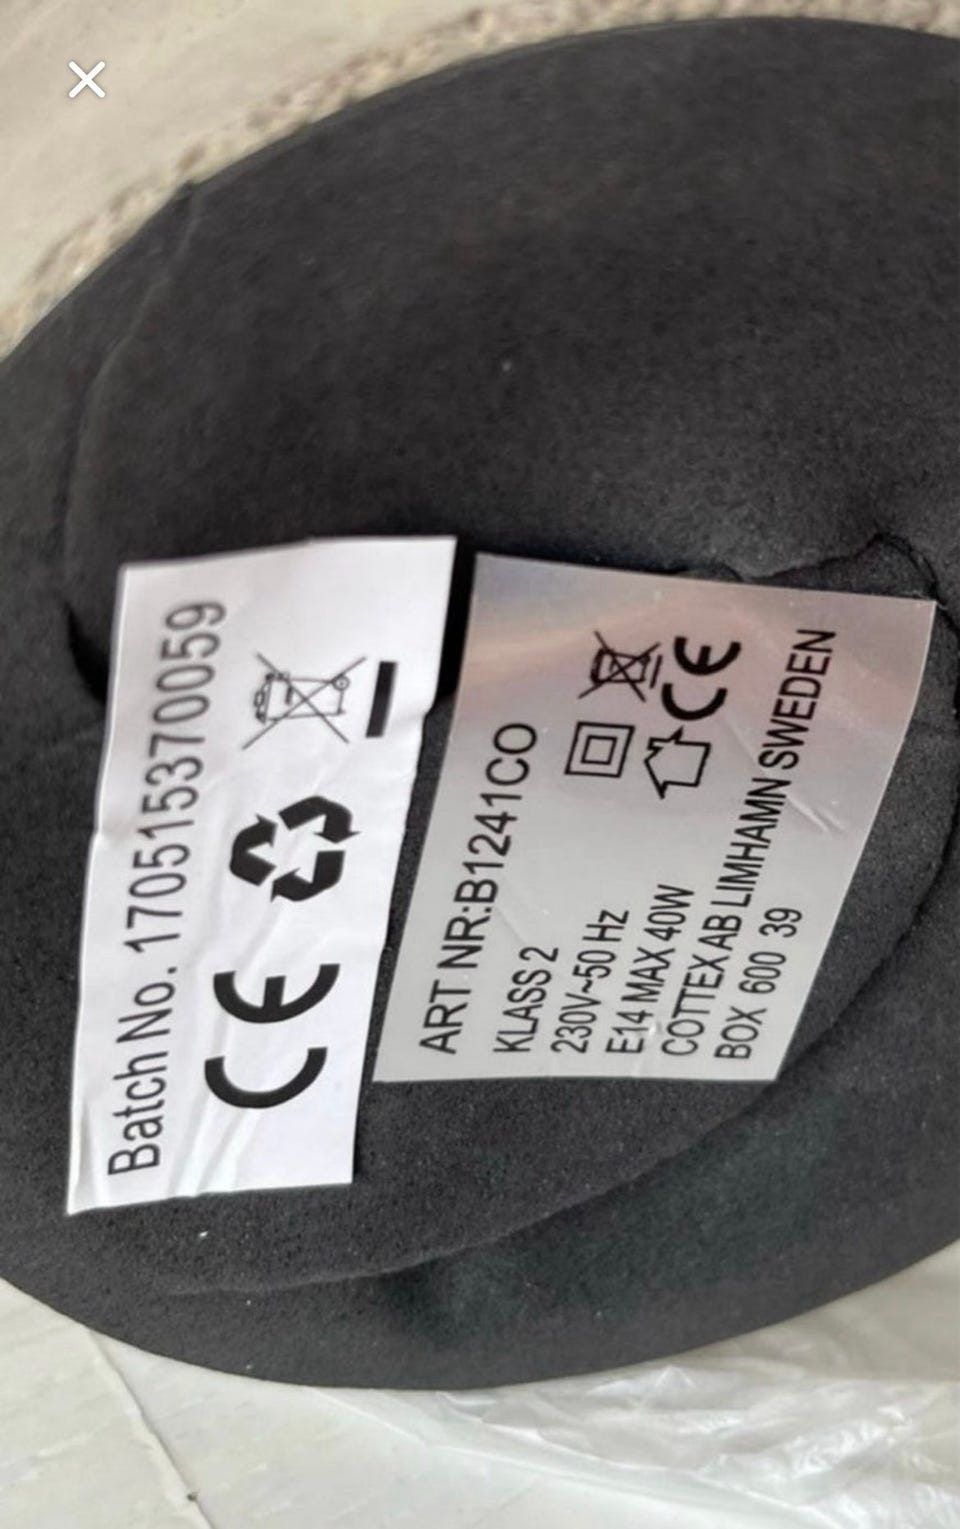 Batch No. 170515370059
CE
ART NR:B1241CO
KLASS 2
230V~50 Hz
E14 MAX 40W
COTTEX AB LIMHAMN SWEDEN
BOX 600 39
CE